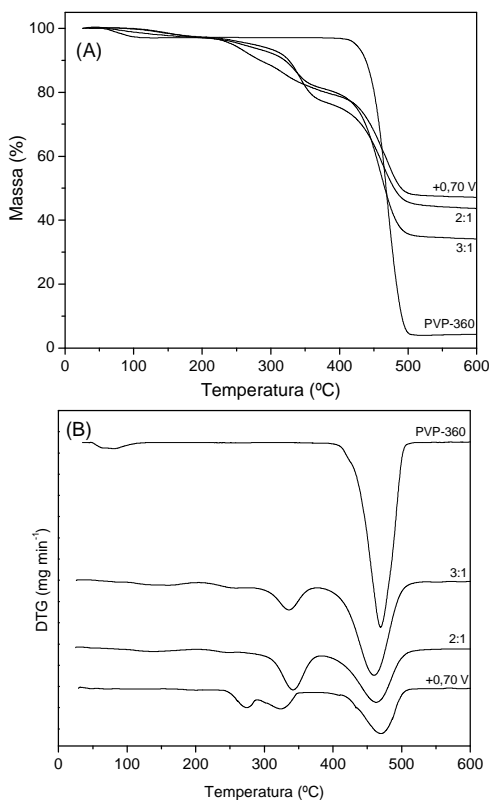 (A)
100
80
60
40
20
0
Massa (%)
+0,70 V
2:1
3:1
PVP-360
0 100 200 300 400 500 600
Temperatura (ºC)
(B)
PVP-360
3:1
2:1
+0,70 V
DTG (mg min⁻¹)
0 100 200 300 400 500 600
Temperatura (ºC)